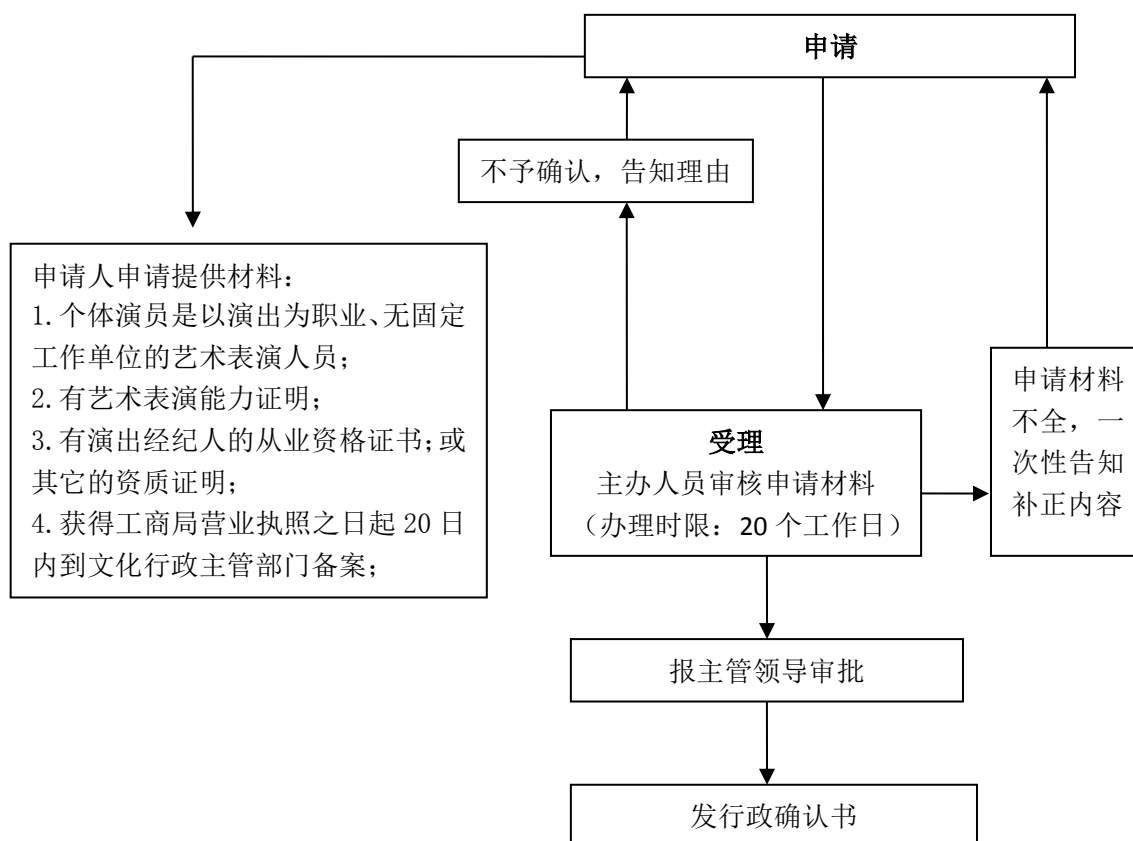 申请
不予确认，告知理由
申请人申请提供材料：
1.个体演员是以演出为职业、无固定
工作单位的艺术表演人员；
2.有艺术表演能力证明；
3.有演出经纪人的从业资格证书；或
其它的资质证明；
4.获得工商局营业执照之日起 20 日
内到文化行政主管部门备案；
受理
主办人员审核申请材料
（办理时限：20 个工作日）
申请材料
不全，一
次性告知
补正内容
报主管领导审批
发行政确认书